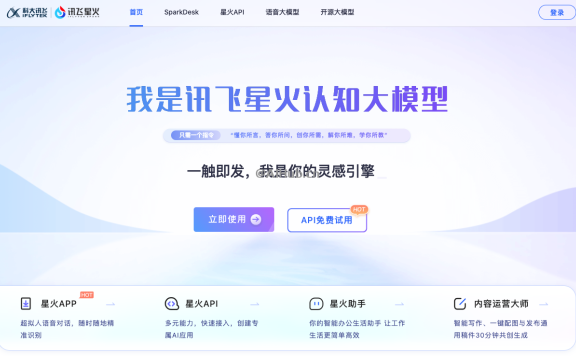 科大讯飞 iFLYTEK 讯飞星火
首页 SparkDesk 星火API 语音大模型 开源大模型 登录
我是讯飞星火认知大模型
只需一个指令 “懂你所言,答你所问,创你所需,解你所难,学你所教”
一触即发,我是你的灵感引擎
立即使用 API免费试用 HOT
星火APP HOT
超拟人语音对话,随时随地精
准识别
星火API
多元能力,快速接入,创建专
属AI应用
星火助手
你的智能办公生活助手 让工作
生活更简单高效
内容运营大师
智能写作、一键配图与发布通
用稿件30分钟共创生成